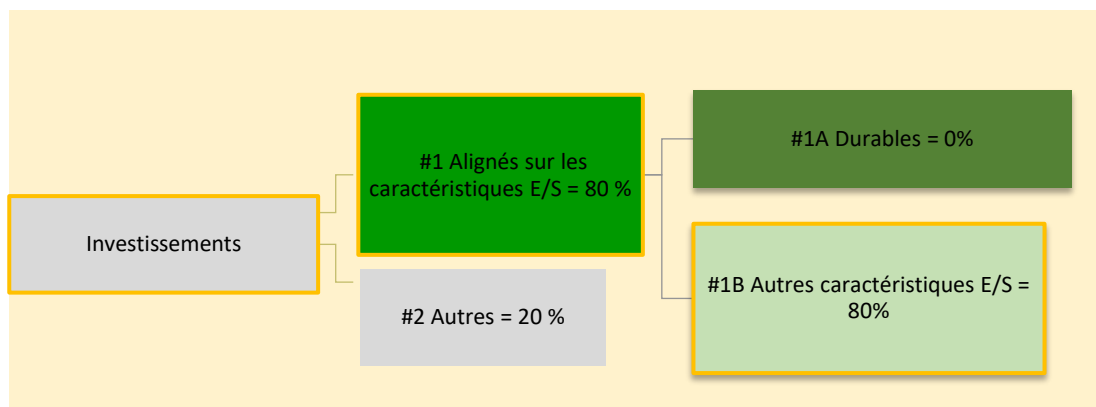 Investissements
#1 Alignés sur les
caractéristiques E/S = 80 %
#2 Autres = 20 %
#1A Durables = 0%
#1B Autres caractéristiques E/S =
80%